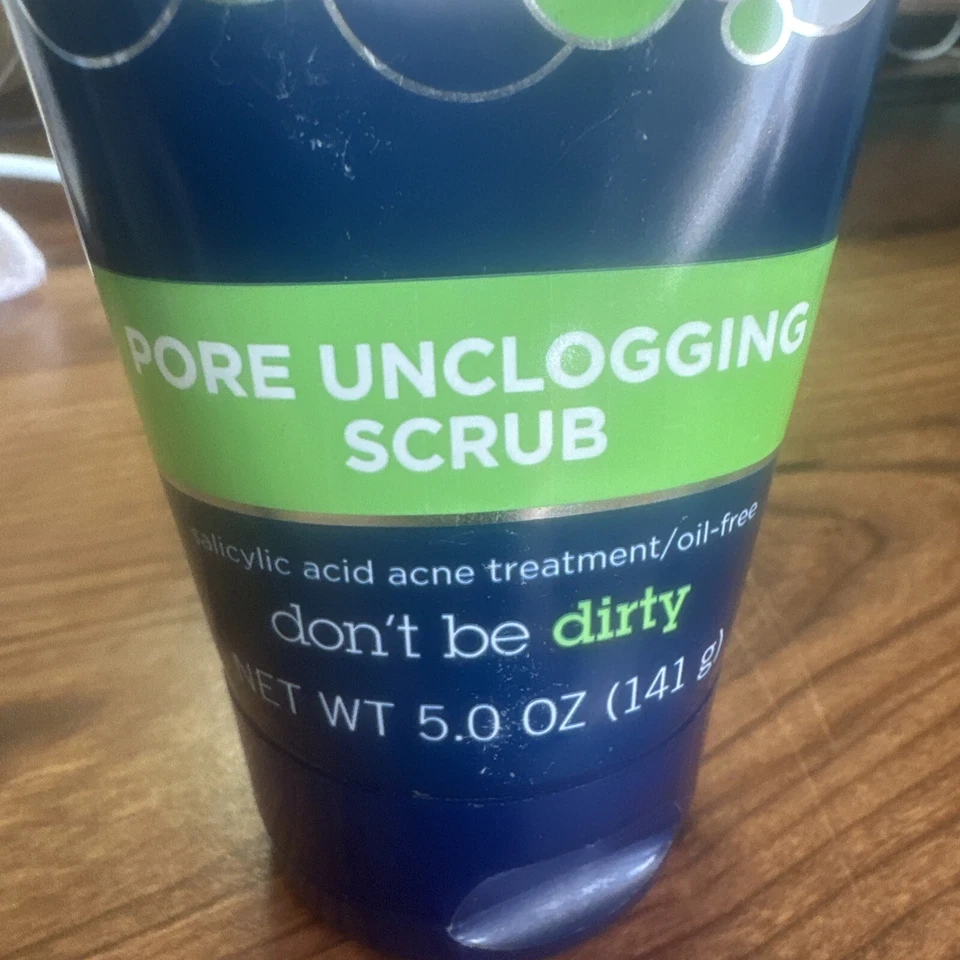 PORE UNCLOGGING
SCRUB
salicylic acid acne treatment/oil-free
don't be dirty
NET WT 5.0 OZ (141 g)